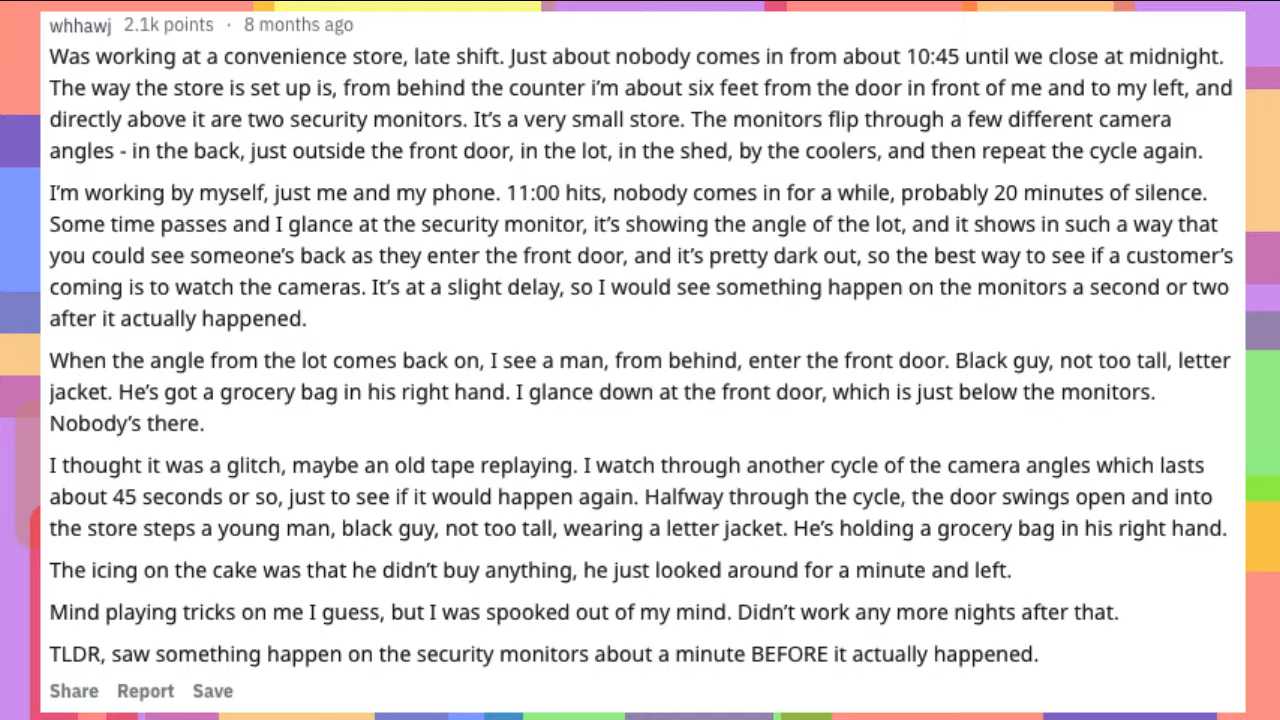 whhawj 2.1k points · 8 months ago
Was working at a convenience store, late shift. Just about nobody comes in from about 10:45 until we close at midnight.
The way the store is set up is, from behind the counter i'm about six feet from the door in front of me and to my left, and
directly above it are two security monitors. It's a very small store. The monitors flip through a few different camera
angles - in the back, just outside the front door, in the lot, in the shed, by the coolers, and then repeat the cycle again.
I'm working by myself, just me and my phone. 11:00 hits, nobody comes in for a while, probably 20 minutes of silence.
Some time passes and I glance at the security monitor, it's showing the angle of the lot, and it shows in such a way that
you could see someone's back as they enter the front door, and it's pretty dark out, so the best way to see if a customer's
coming is to watch the cameras. It's at a slight delay, so I would see something happen on the monitors a second or two
after it actually happened.
When the angle from the lot comes back on, I see a man, from behind, enter the front door. Black guy, not too tall, letter
jacket. He's got a grocery bag in his right hand. I glance down at the front door, which is just below the monitors.
Nobody's there.
I thought it was a glitch, maybe an old tape replaying. I watch through another cycle of the camera angles which lasts
about 45 seconds or so, just to see if it would happen again. Halfway through the cycle, the door swings open and into
the store steps a young man, black guy, not too tall, wearing a letter jacket. He's holding a grocery bag in his right hand.
The icing on the cake was that he didn't buy anything, he just looked around for a minute and left.
Mind playing tricks on me I guess, but I was spooked out of my mind. Didn't work any more nights after that.
TLDR, saw something happen on the security monitors about a minute BEFORE it actually happened.
Share Report Save